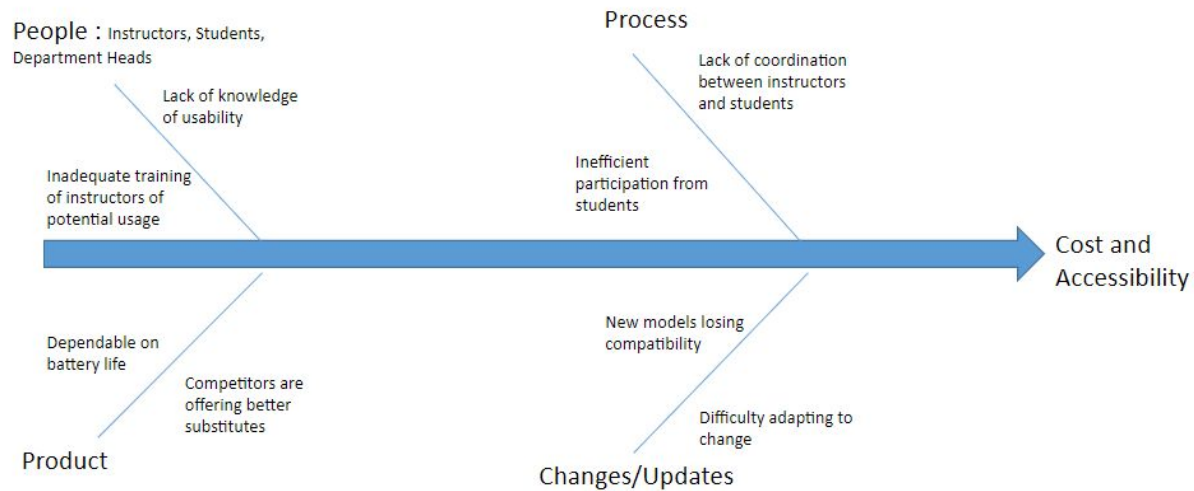 People : Instructors, Students,
Department Heads
Lack of knowledge
of usability
Inadequate training
of instructors of
potential usage
Process
Lack of coordination
between instructors
and students
Inefficient
participation from
students
Cost and
Accessibility
Dependable on
battery life
Competitors are
offering better
substitutes
Product
New models losing
compatibility
Difficulty adapting to
change
Changes/Updates